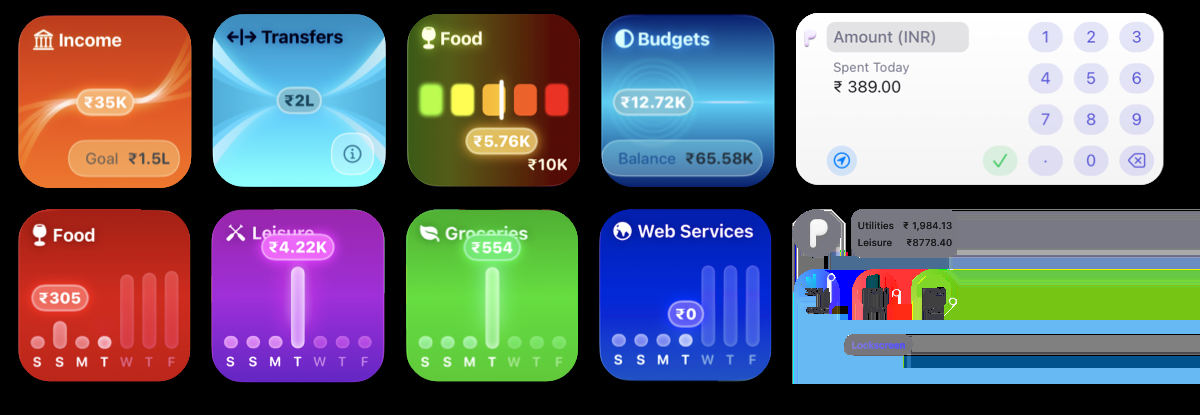 Income
₹35K
Goal ₹1.5L
Transfers
₹2L
Food
₹5.76K
₹10K
Budgets
₹12.72K
Balance ₹65.58K
Amount (INR)
Spent Today
₹ 389.00
1 2 3
4 5 6
7 8 9
· 0
Food
₹305
S S M T W T F
Leisure
₹4.22K
S S M T W T F
Groceries
₹554
S S M T W T F
Web Services
₹0
S S M T W T F
Utilities ₹ 1,984.13
Leisure ₹8778.40
Lockscreen